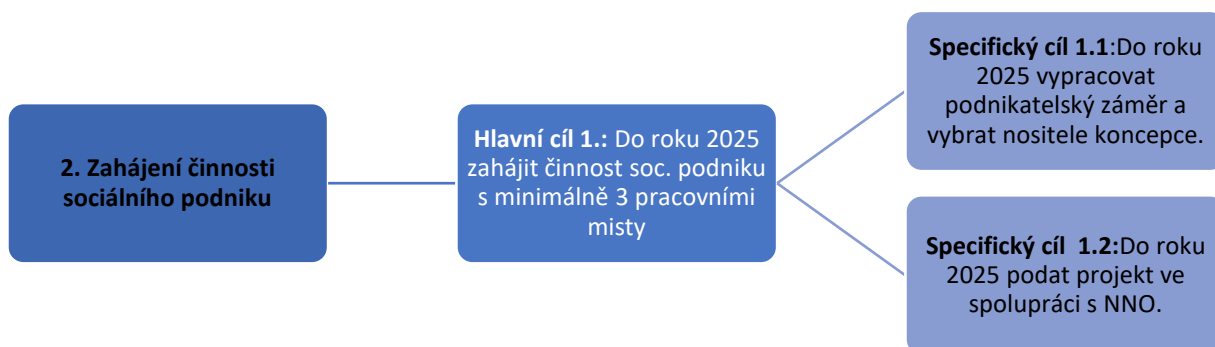 2. Zahájení činnosti
sociálního podniku
Hlavní cíl 1.: Do roku 2025
zahájit činnost soc. podniku
s minimálně 3 pracovními
misty
Specifický cíl 1.1:Do roku
2025 vypracovat
podnikatelský záměr a
vybrat nositele koncepce.
Specifický cíl  1.2:Do roku
2025 podat projekt ve
spolupráci s NNO.